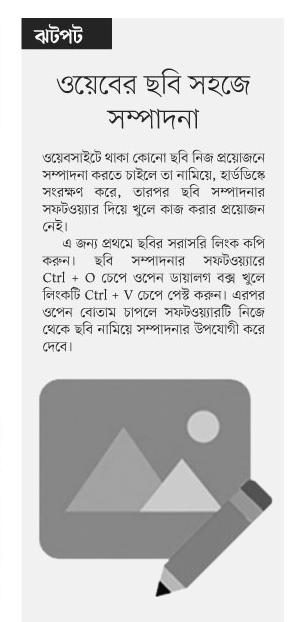 ঝটপট
ওয়েবের ছবি সহজে
সম্পাদনা
ওয়েবসাইটে থাকা কোনো ছবি নিজ প্রয়োজনে
সম্পাদনা করতে চাইলে তা নামিয়ে, হার্ডডিস্কে
সংরক্ষণ করে, তারপর ছবি সম্পাদনার
সফটওয়্যার দিয়ে খুলে কাজ করার প্রয়োজন
নেই।
এ জন্য প্রথমে ছবির সরাসরি লিংক কপি
করুন। ছবি সম্পাদনার সফটওয়্যারে
Ctrl + O চেপে ওপেন ডায়ালগ বক্স খুলে
লিংকটি Ctrl + V চেপে পেস্ট করুন। এরপর
ওপেন বোতাম চাপলে সফটওয়্যারটি নিজে
থেকে ছবি নামিয়ে সম্পাদনার উপযোগী করে
দেবে।